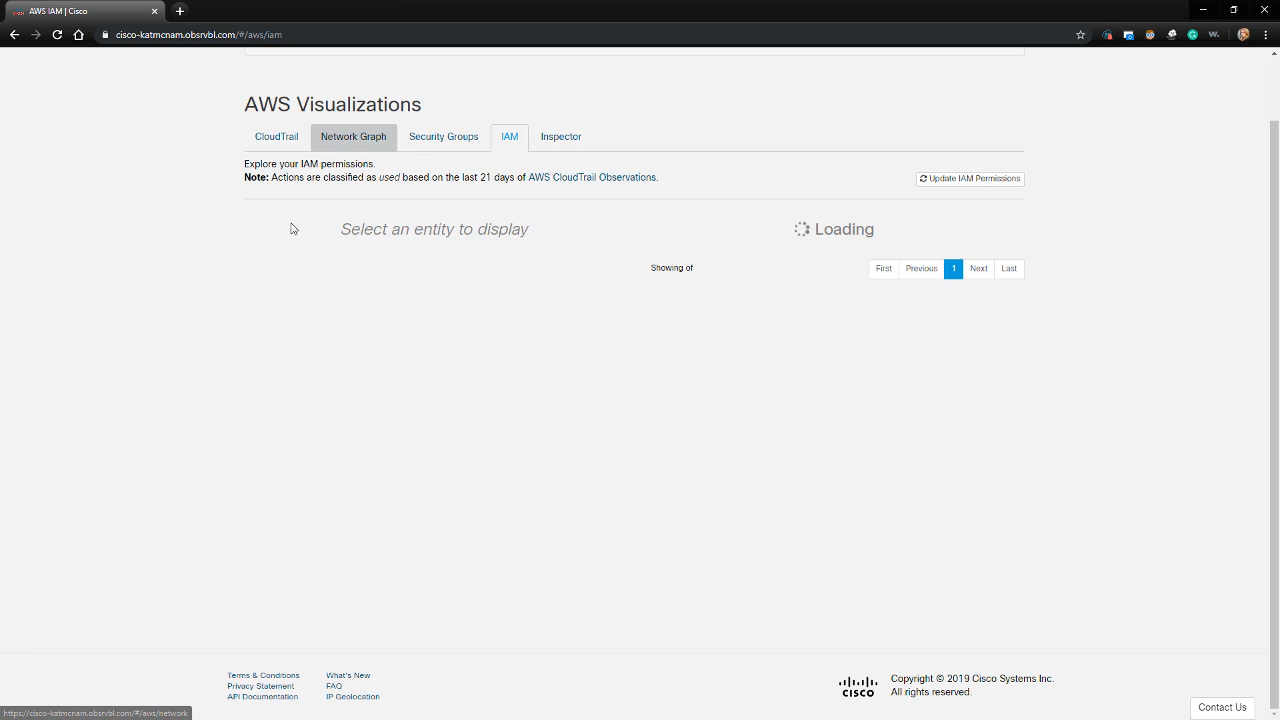 AWS IAM | Cisco
cisco-katmcnam.obsrvbl.com/#/aws/iam
AWS Visualizations
CloudTrail Network Graph Security Groups IAM Inspector
Explore your IAM permissions.
Note: Actions are classified as used based on the last 21 days of AWS CloudTrail Observations.
Update IAM Permissions
Select an entity to display
Loading
Showing of
First Previous 1 Next Last
Terms & Conditions What's New
Privacy Statement FAQ
API Documentation IP Geolocation
CISCO
Copyright © 2019 Cisco Systems Inc.
All rights reserved.
Contact Us
https://cisco-katmcnam.obsrvbl.com/#/aws/network